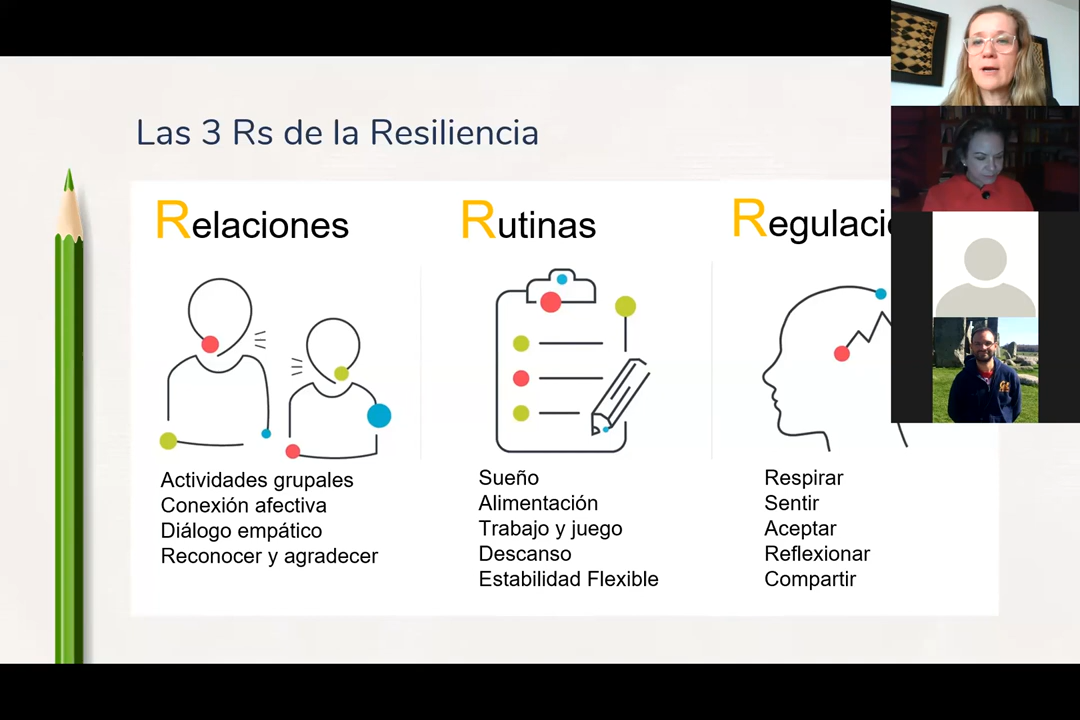 Las 3 Rs de la Resiliencia
Relaciones
Actividades grupales
Conexión afectiva
Diálogo empático
Reconocer y agradecer
Rutinas
Sueño
Alimentación
Trabajo y juego
Descanso
Estabilidad Flexible
Respirar
Sentir
Aceptar
Reflexionar
Compartir